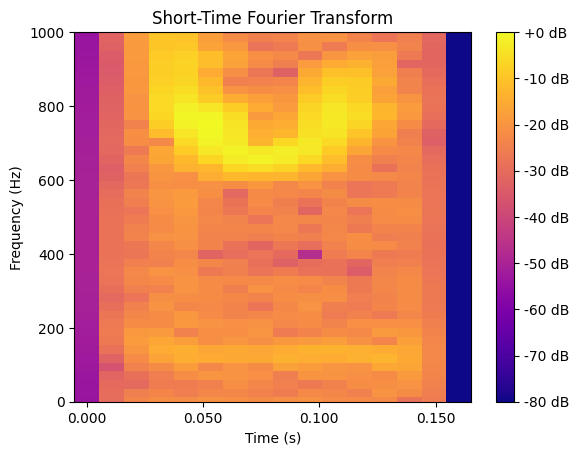 Short-Time Fourier Transform
1000
800
600
400
200
0
Frequency (Hz)
0.000
0.050
0.100
0.150
Time (s)
+0 dB
-10 dB
-20 dB
-30 dB
-40 dB
-50 dB
-60 dB
-70 dB
-80 dB